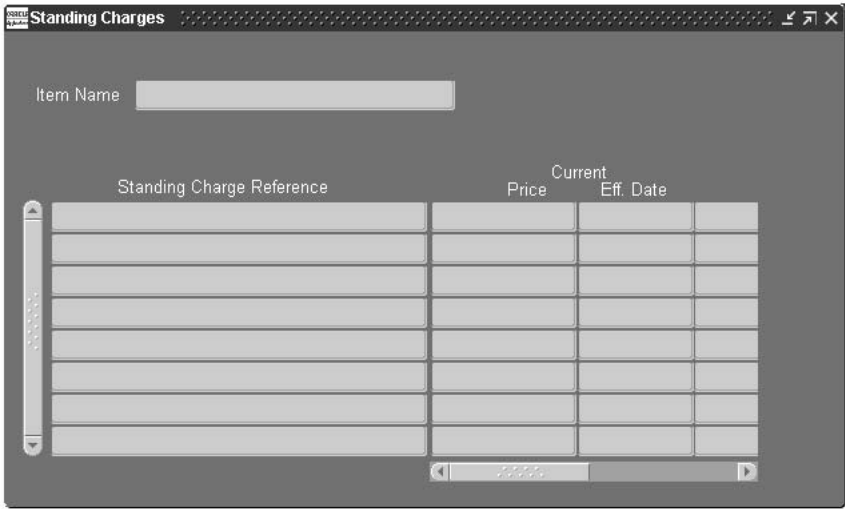 Standing Charges
Item Name
Current
Standing Charge Reference Price Eff. Date